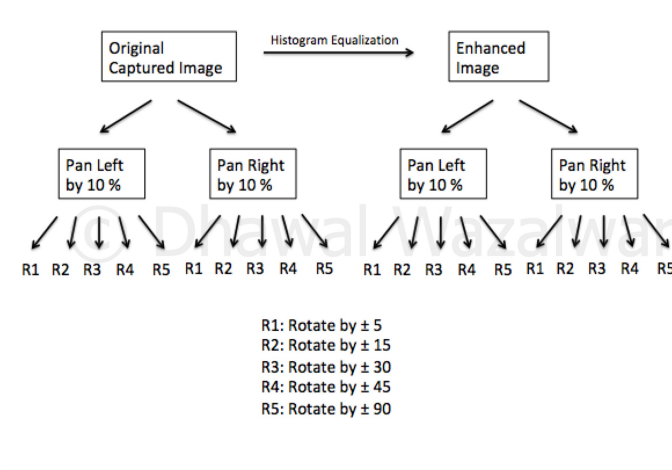 Histogram Equalization
Original
Captured Image
Enhanced
Image
Pan Left
by 10 %
Pan Right
by 10 %
Pan Left
by 10 %
Pan Right
by 10 %
© Dhawal Wazalwar
R1 R2 R3 R4 R5 R1 R2 R3 R4 R5 R1 R2 R3 R4 R5 R1 R2 R3 R4 R5
R1: Rotate by ± 5
R2: Rotate by ± 15
R3: Rotate by ± 30
R4: Rotate by ± 45
R5: Rotate by ± 90